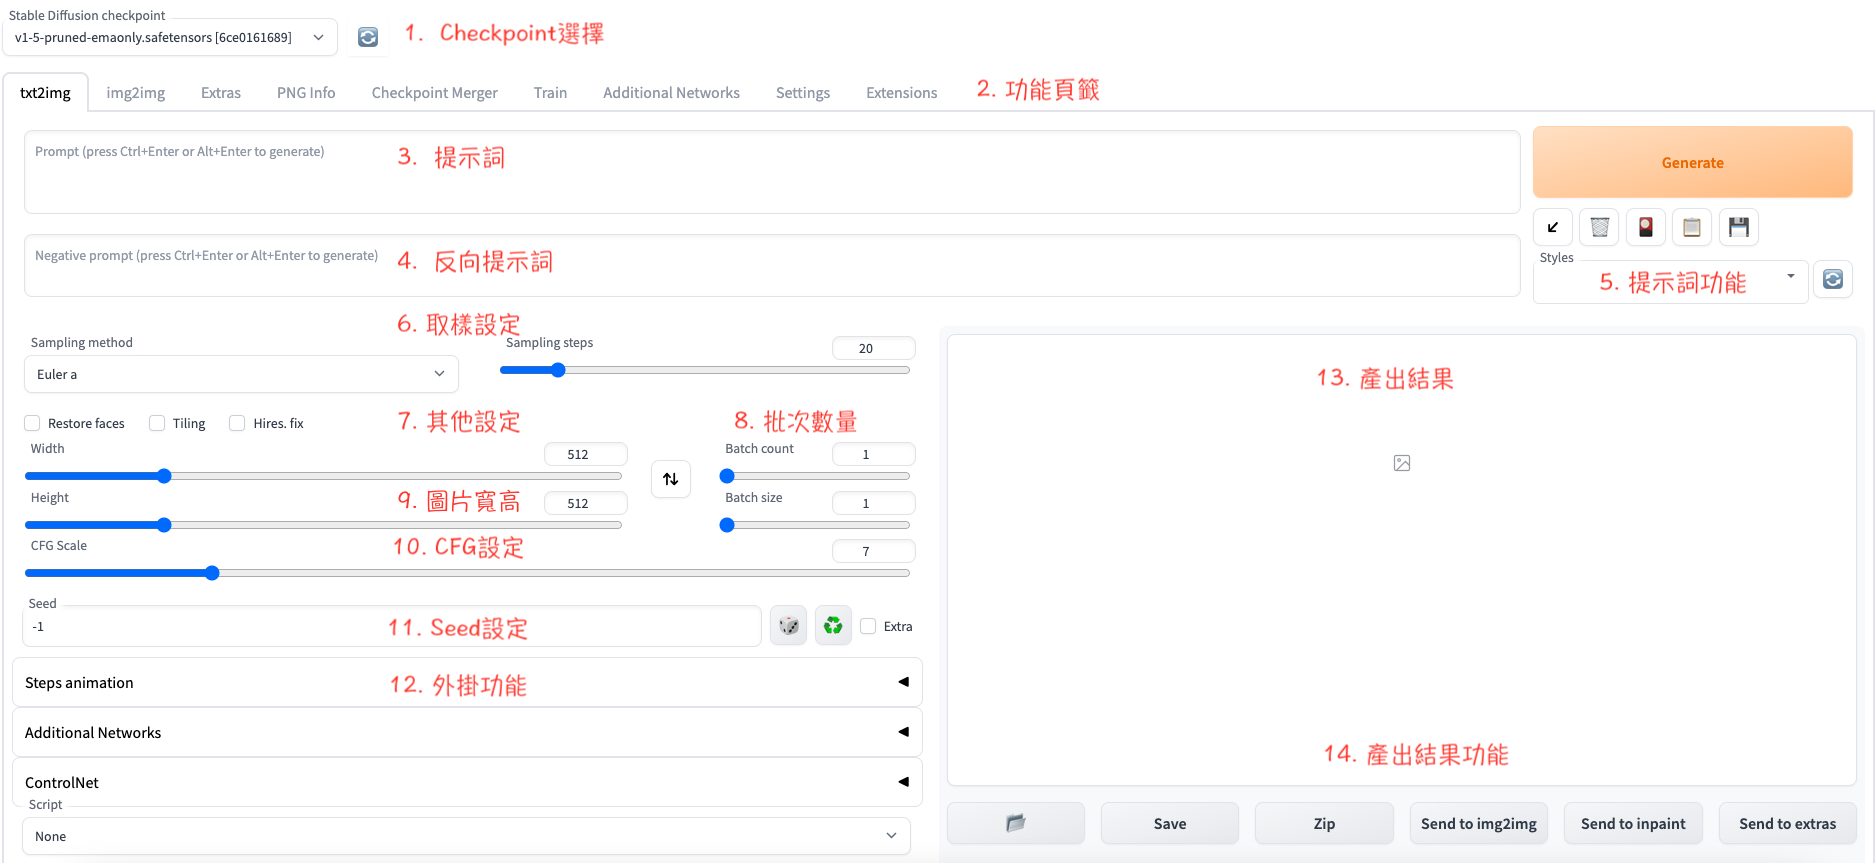 Stable Diffusion checkpoint
v1-5-pruned-emaonly.safetensors [6ce0161689]
1. Checkpoint選擇
txt2img img2img Extras PNG Info Checkpoint Merger Train Additional Networks Settings Extensions
2. 功能頁籤
Prompt (press Ctrl+Enter or Alt+Enter to generate)
3. 提示詞
Generate
Negative prompt (press Ctrl+Enter or Alt+Enter to generate)
4. 反向提示詞
Styles
5. 提示詞功能
6. 取樣設定
Sampling method
Euler a
Sampling steps
20
Restore faces Tiling Hires. fix
7. 其他設定
8. 批次數量
Width
512
Batch count
1
Height
9. 圖片寬高
512
Batch size
1
CFG Scale
10. CFG設定
7
Seed
-1
11. Seed設定
Extra
Steps animation
12. 外掛功能
Additional Networks
ControlNet
Script
None
13. 產出結果
14. 產出結果功能
Save Zip Send to img2img Send to inpaint Send to extras